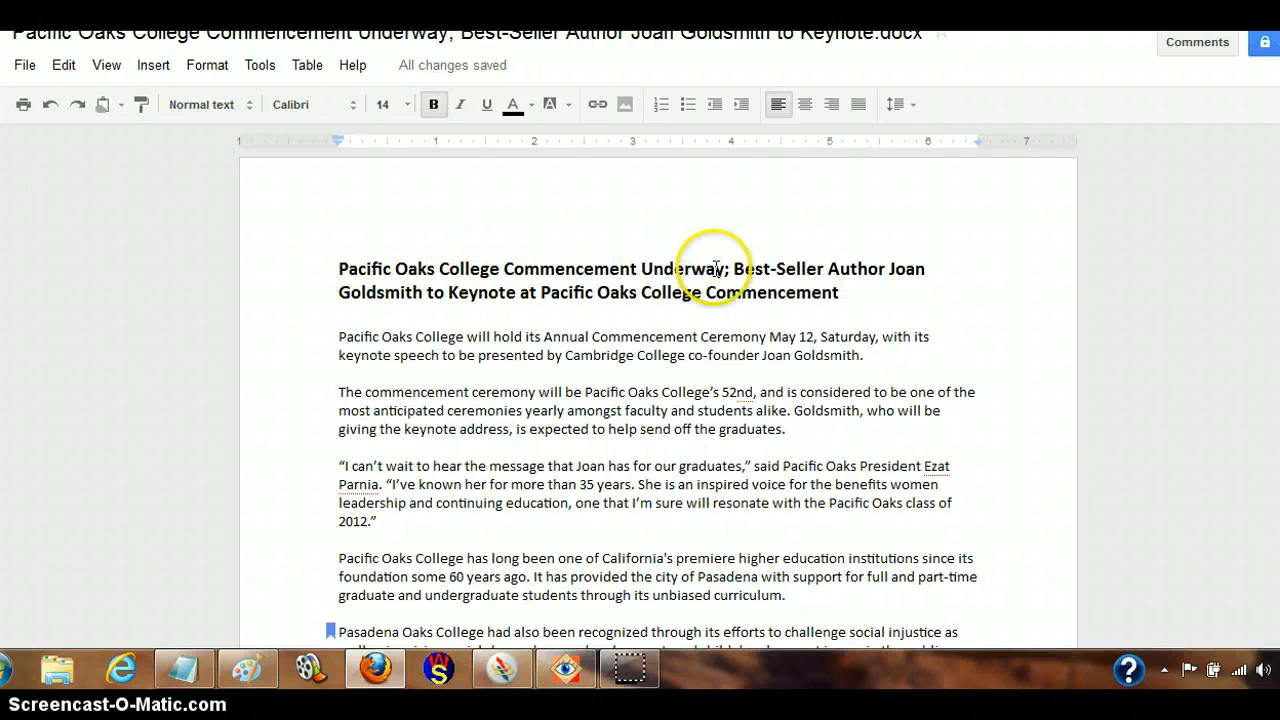 Pacific Oaks College Commencement Underway; Best-Seller Author Joan Goldsmith to Keynote.docx
Comments
File Edit View Insert Format Tools Table Help All changes saved
Normal text Calibri 14 B I U A A
1 1 2 3 4 5 6 7
Pacific Oaks College Commencement Underway; Best-Seller Author Joan
Goldsmith to Keynote at Pacific Oaks College Commencement
Pacific Oaks College will hold its Annual Commencement Ceremony May 12, Saturday, with its
keynote speech to be presented by Cambridge College co-founder Joan Goldsmith.
The commencement ceremony will be Pacific Oaks College's 52nd, and is considered to be one of the
most anticipated ceremonies yearly amongst faculty and students alike. Goldsmith, who will be
giving the keynote address, is expected to help send off the graduates.
“I can't wait to hear the message that Joan has for our graduates,” said Pacific Oaks President Ezat
Parnia. “I've known her for more than 35 years. She is an inspired voice for the benefits women
leadership and continuing education, one that I'm sure will resonate with the Pacific Oaks class of
2012.”
Pacific Oaks College has long been one of California's premiere higher education institutions since its
foundation some 60 years ago. It has provided the city of Pasadena with support for full and part-time
graduate and undergraduate students through its unbiased curriculum.
Pasadena Oaks College had also been recognized through its efforts to challenge social injustice as
Screencast-O-Matic.com